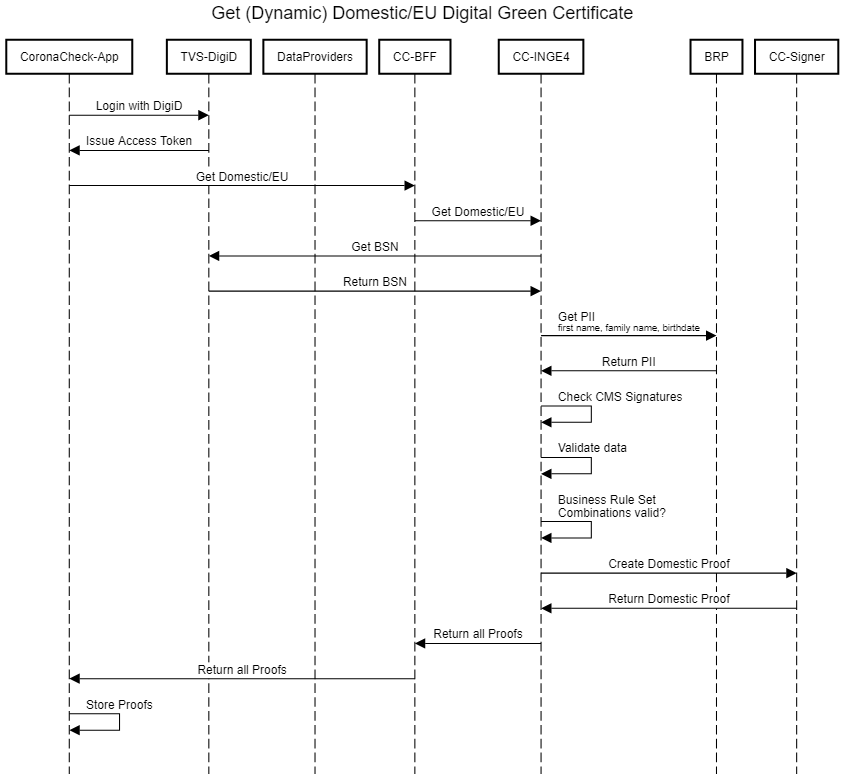 Get (Dynamic) Domestic/EU Digital Green Certificate
CoronaCheck-App
TVS-DigiD
DataProviders
CC-BFF
CC-INGE4
BRP
CC-Signer
Login with DigiD
Issue Access Token
Get Domestic/EU
Get Domestic/EU
Get BSN
Return BSN
Get PII
first name, family name, birthdate
Return PII
Check CMS Signatures
Validate data
Business Rule Set
Combinations valid?
Create Domestic Proof
Return Domestic Proof
Return all Proofs
Return all Proofs
Store Proofs